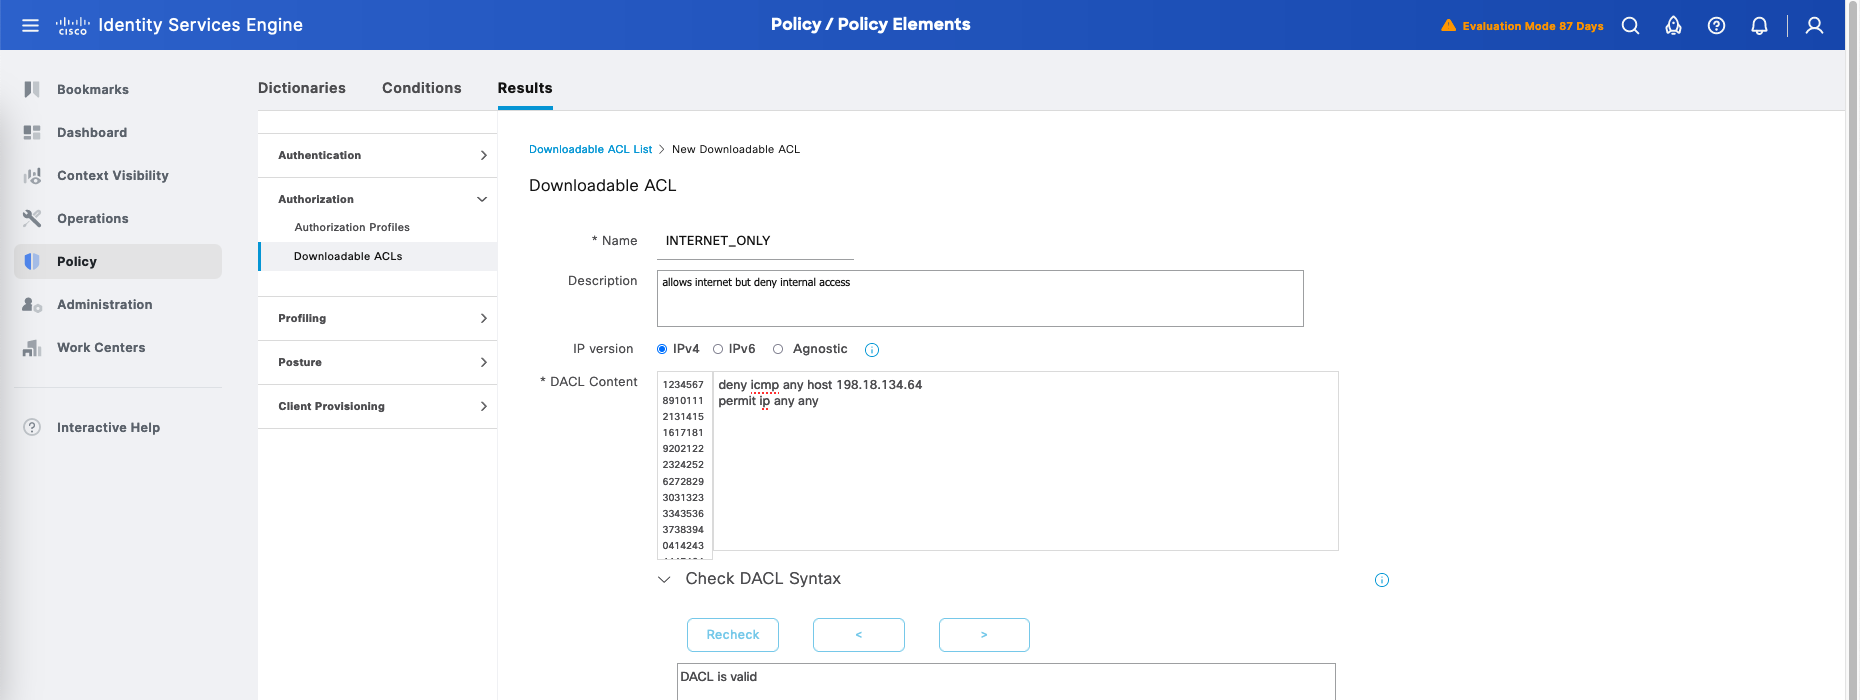 cisco Identity Services Engine
Policy / Policy Elements
Evaluation Mode 87 Days
Bookmarks
Dashboard
Context Visibility
Operations
Policy
Administration
Work Centers
Interactive Help
Dictionaries Conditions Results
Authentication
Authorization
Authorization Profiles
Downloadable ACLs
Profiling
Posture
Client Provisioning
Downloadable ACL List > New Downloadable ACL
Downloadable ACL
* Name INTERNET_ONLY
Description allows internet but deny internal access
IP version IPv4 IPv6 Agnostic
* DACL Content
1234567 deny icmp any host 198.18.134.64
8910111 permit ip any any
2131415
1617181
9202122
2324252
6272829
3031323
3343536
3738394
0414243
Check DACL Syntax
Recheck < >
DACL is valid